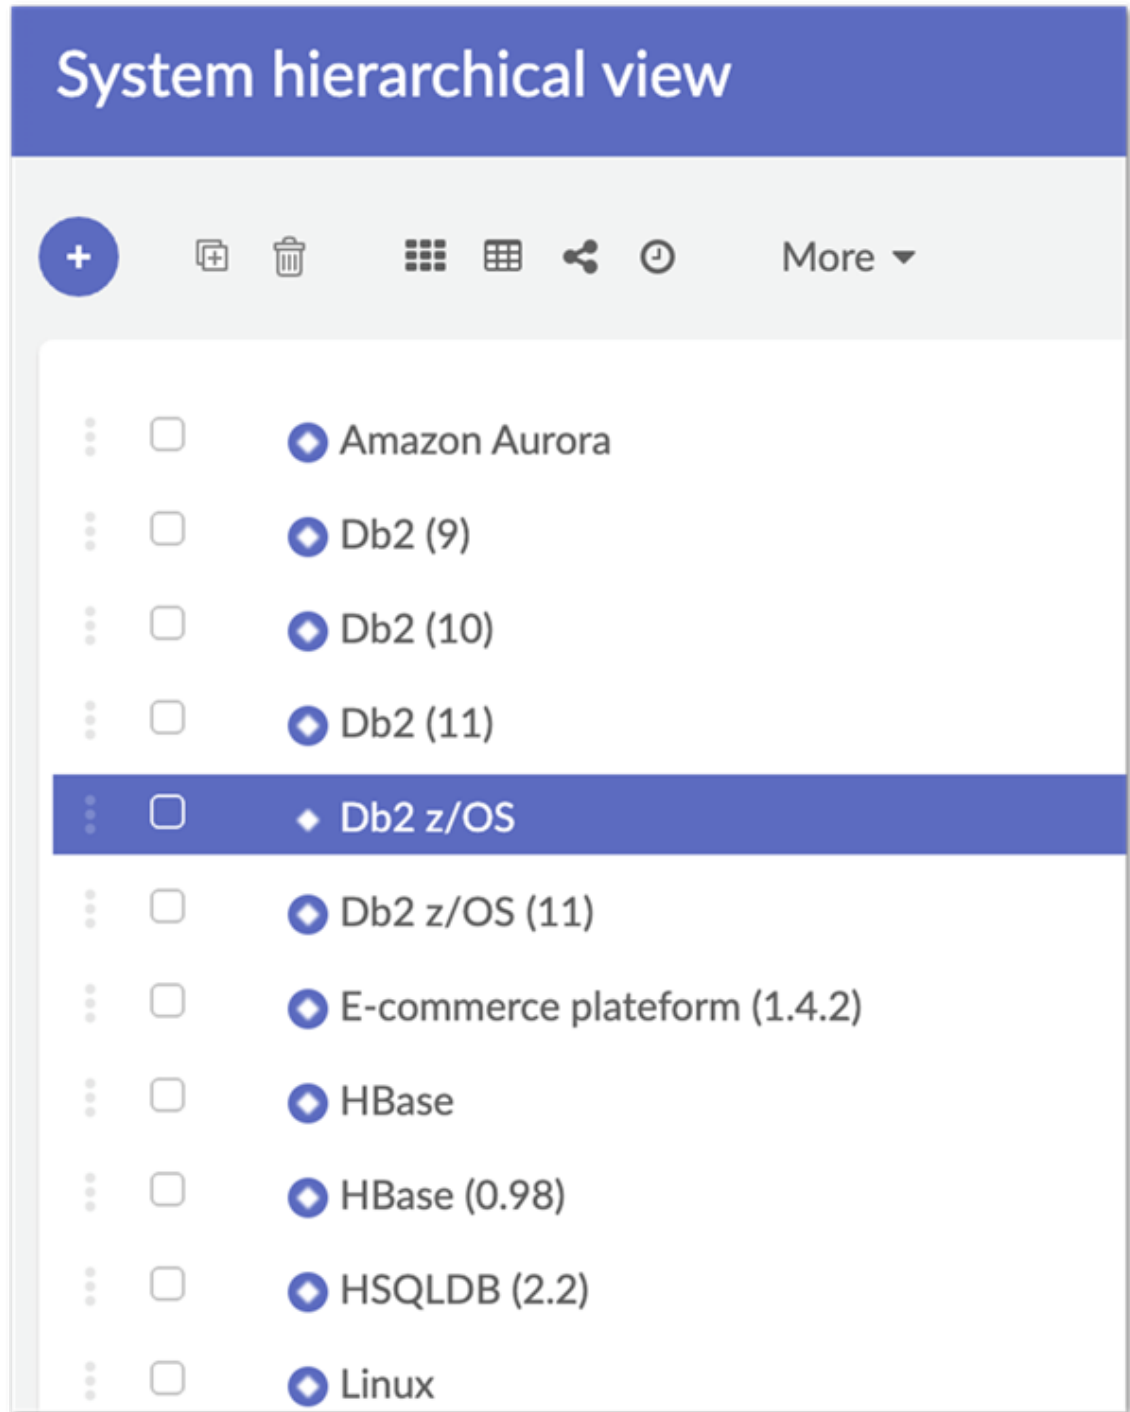 System hierarchical view
More
Amazon Aurora
Db2 (9)
Db2 (10)
Db2 (11)
Db2 z/OS
Db2 z/OS (11)
E-commerce plateform (1.4.2)
HBase
HBase (0.98)
HSQLDB (2.2)
Linux